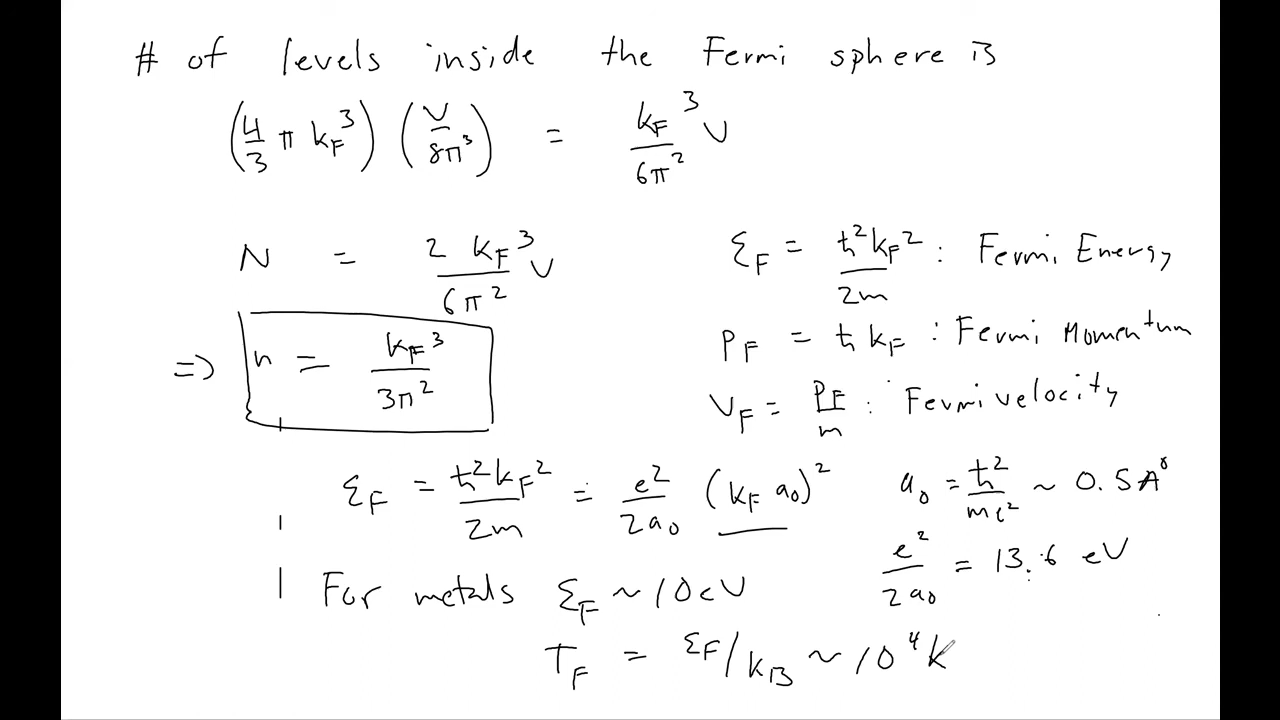 # of levels inside the Fermi sphere is
(4/3 π k_F^3) (V/8π^3) = k_F^3/6π^2 V
N = 2 k_F^3/6π^2 V
ε_F = ħ^2 k_F^2/2m : Fermi Energy
=> n = k_F^3/3π^2
P_F = ħ k_F : Fermi Momentum
V_F = P_F/m : Fermi velocity
ε_F = ħ^2 k_F^2/2m = e^2/2a_0 (k_F a_0)^2
a_0 = ħ^2/me^2 ~ 0.5 A°
e^2/2a_0 = 13.6 eV
For metals ε_F ~ 10 eV
T_F = ε_F/k_B ~ 10^4 K